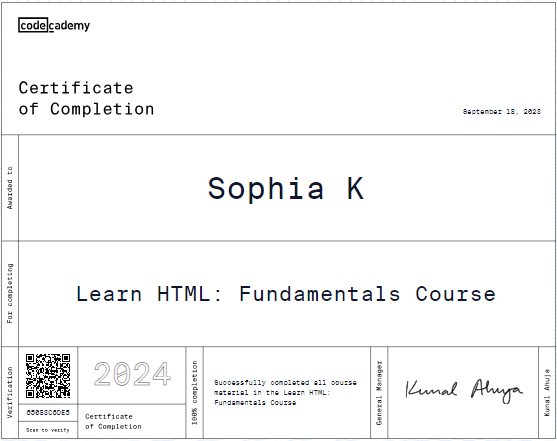 codecademy
Certificate
of Completion
September 18, 2023
Awarded to
Sophia K
For completing
Learn HTML: Fundamentals Course
Verification
Scan to verify
2024
Certificate
of Completion
100% completion
Successfully completed all course
material in the Learn HTML:
Fundamentals Course
General Manager
Kunal Ahuja
Kunal Ahuja